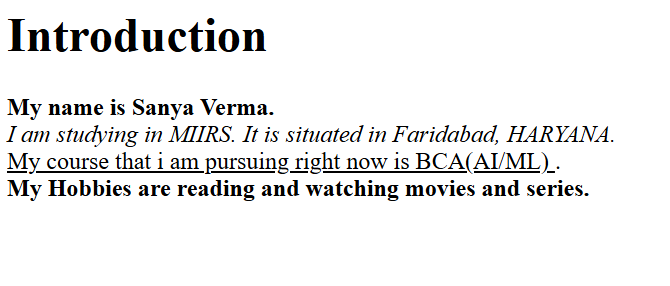 Introduction
My name is Sanya Verma.
I am studying in MIIRS. It is situated in Faridabad, HARYANA.
My course that i am pursuing right now is BCA(AI/ML) .
My Hobbies are reading and watching movies and series.